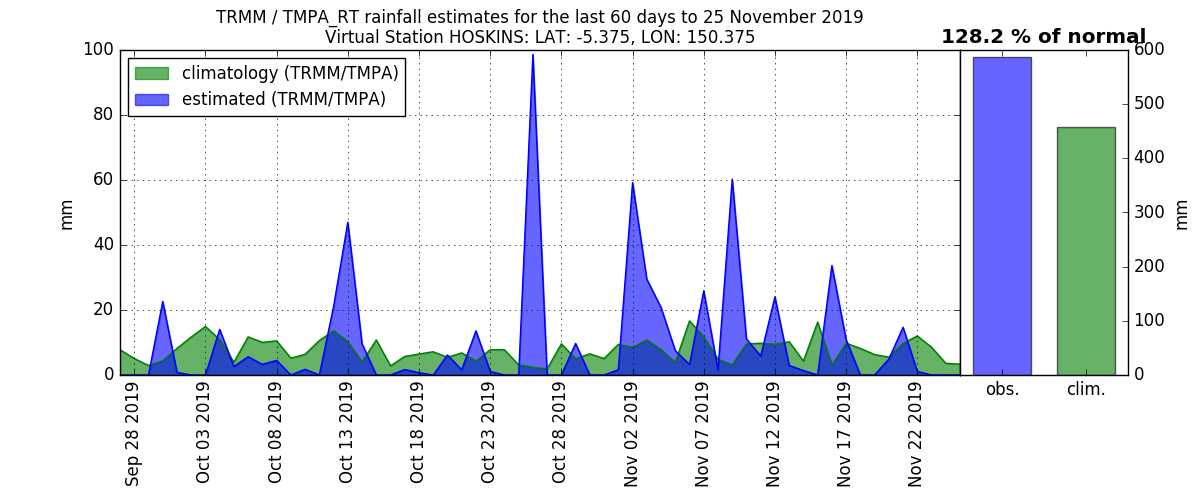 TRMM / TMPA_RT rainfall estimates for the last 60 days to 25 November 2019
Virtual Station HOSKINS: LAT: -5.375, LON: 150.375
128.2 % of normal
climatology (TRMM/TMPA)
estimated (TRMM/TMPA)
100
80
60
40
20
0
mm
Sep 28 2019
Oct 03 2019
Oct 08 2019
Oct 13 2019
Oct 18 2019
Oct 23 2019
Oct 28 2019
Nov 02 2019
Nov 07 2019
Nov 12 2019
Nov 17 2019
Nov 22 2019
600
500
400
300
200
100
0
mm
obs.
clim.